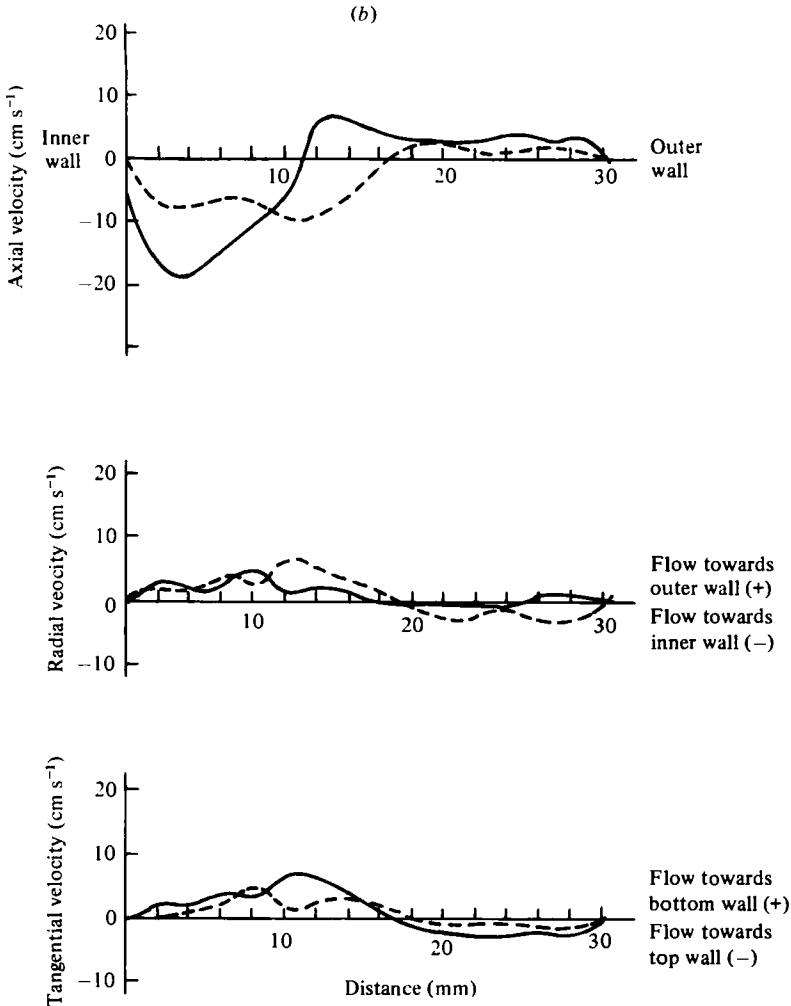 (b)
20
10
0
−10
−20
Axial velocity (cm s⁻¹)
Inner
wall
10
20
30
Outer
wall
20
10
0
−10
Radial veocity (cm s⁻¹)
10
20
30
Flow towards
outer wall (+)
Flow towards
inner wall (−)
20
10
0
−10
Tangential velocity (cm s⁻¹)
10
20
30
Distance (mm)
Flow towards
bottom wall (+)
Flow towards
top wall (−)